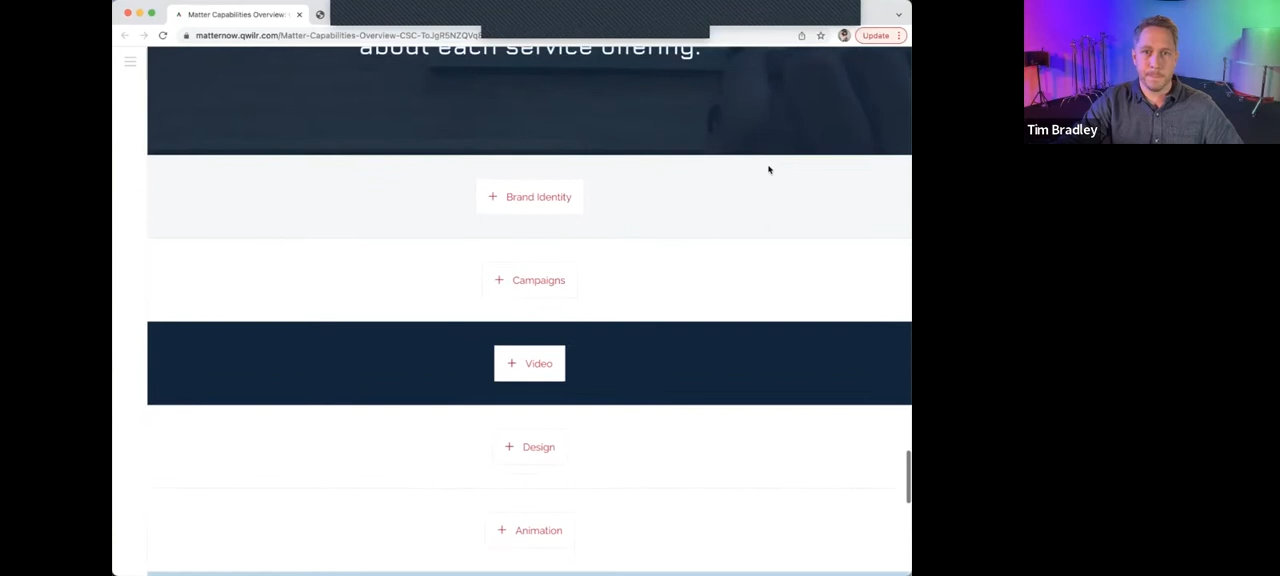 Matter Capabilities Overview:
matternow.qwilr.com/Matter-Capabilities-Overview-CSC-ToJgR5NZQVq
Update
about each service offering.
Tim Bradley
+ Brand Identity
+ Campaigns
+ Video
+ Design
+ Animation